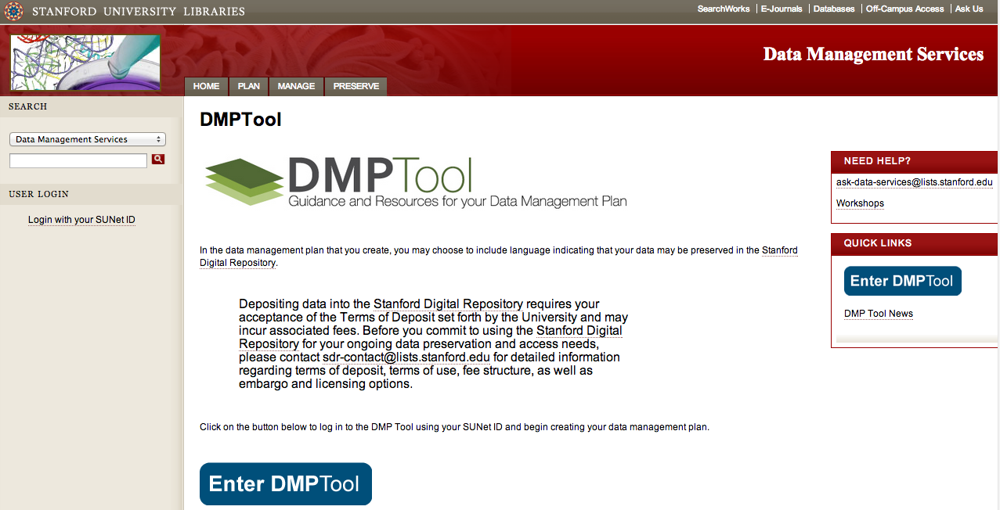 STANFORD UNIVERSITY LIBRARIES
SearchWorks | E-Journals | Databases | Off-Campus Access | Ask Us
Data Management Services
HOME PLAN MANAGE PRESERVE
SEARCH
Data Management Services
USER LOGIN
Login with your SUNet ID
DMPTool
DMPTool
Guidance and Resources for your Data Management Plan
In the data management plan that you create, you may choose to include language indicating that your data may be preserved in the Stanford
Digital Repository.
Depositing data into the Stanford Digital Repository requires your
acceptance of the Terms of Deposit set forth by the University and may
incur associated fees. Before you commit to using the Stanford Digital
Repository for your ongoing data preservation and access needs,
please contact sdr-contact@lists.stanford.edu for detailed information
regarding terms of deposit, terms of use, fee structure, as well as
embargo and licensing options.
Click on the button below to log in to the DMP Tool using your SUNet ID and begin creating your data management plan.
Enter DMPTool
NEED HELP?
ask-data-services@lists.stanford.edu
Workshops
QUICK LINKS
Enter DMPTool
DMP Tool News